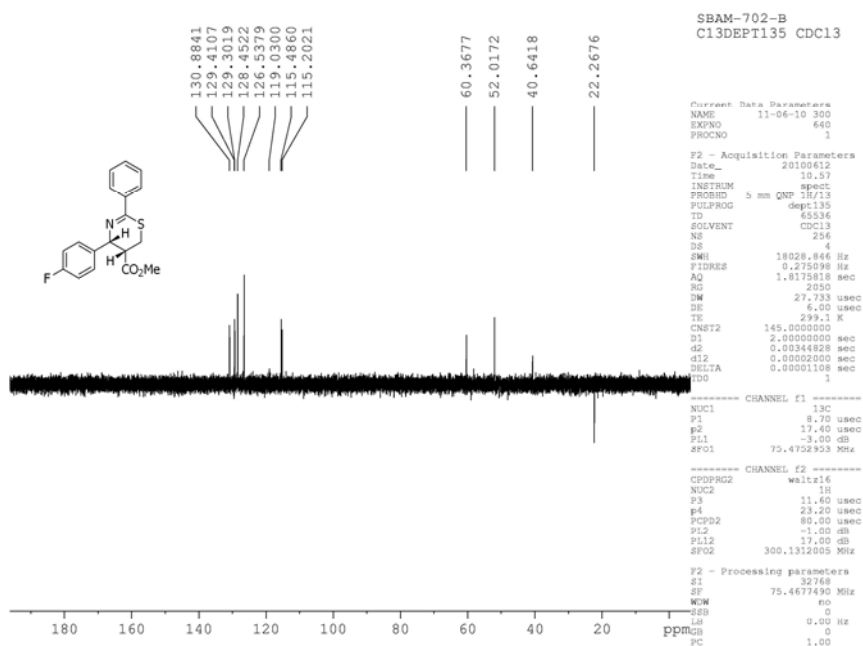 SBAM-702-B
C13DEPT135 CDCl3
130.8841
129.4107
129.3019
128.4522
126.5379
119.0300
115.4860
115.2021
60.3677
52.0172
40.6418
22.2676
N
S
H
H
F
CO2Me
Current Data Parameters
NAME 11-06-10 300
EXPNO 640
PROCNO 1
F2 - Acquisition Parameters
Date_ 20100612
Time 10.57
INSTRUM spect
PROBHD 5 mm QNP 1H/13
PULPROG dept135
TD 65536
SOLVENT CDCl3
NS 256
DS 4
SWH 18028.846 Hz
FIDRES 0.275098 Hz
AQ 1.8175818 sec
RG 2050
DW 27.733 usec
DE 6.00 usec
TE 299.1 K
CNST2 145.0000000
D1 2.00000000 sec
d2 0.00344828 sec
d12 0.00002000 sec
DELTA 0.00001108 sec
TD0 1
======== CHANNEL f1 ========
NUC1 13C
P1 8.70 usec
p2 17.40 usec
PL1 -3.00 dB
SFO1 75.4752953 MHz
======== CHANNEL f2 ========
CPDPRG2 waltz16
NUC2 1H
P3 11.60 usec
p4 23.20 usec
PCPD2 80.00 usec
PL2 -1.00 dB
PL12 17.00 dB
SFO2 300.1312005 MHz
F2 - Processing parameters
SI 32768
SF 75.4677490 MHz
WDW no
SSB 0
LB 0.00 Hz
GB 0
PC 1.00
180 160 140 120 100 80 60 40 20 ppm